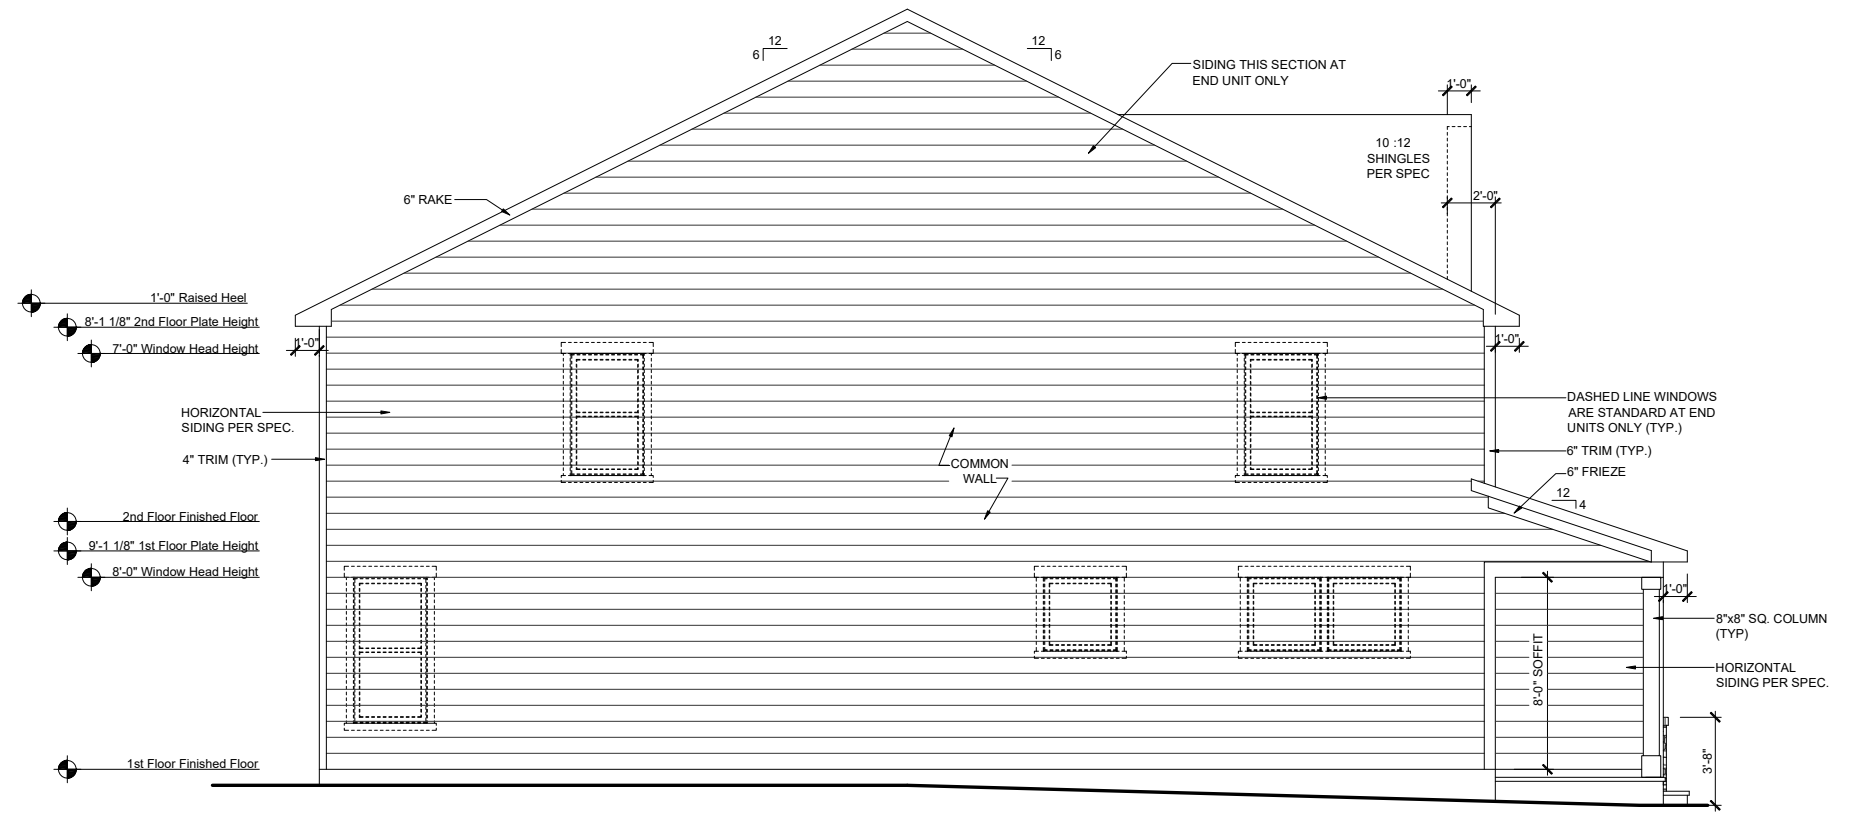 12
6
12
6
SIDING THIS SECTION AT
END UNIT ONLY
1'-0"
10 :12
SHINGLES
PER SPEC
6" RAKE
2'-0"
1'-0" Raised Heel
8'-1 1/8" 2nd Floor Plate Height
7'-0" Window Head Height
1'-0"
1'-0"
HORIZONTAL
SIDING PER SPEC.
4" TRIM (TYP.)
DASHED LINE WINDOWS
ARE STANDARD AT END
UNITS ONLY (TYP.)
6" TRIM (TYP.)
6" FRIEZE
COMMON
WALL
12
4
2nd Floor Finished Floor
9'-1 1/8" 1st Floor Plate Height
8'-0" Window Head Height
1'-0"
8"x8" SQ. COLUMN
(TYP)
8'-0" SOFFIT
HORIZONTAL
SIDING PER SPEC.
3'-8"
1st Floor Finished Floor